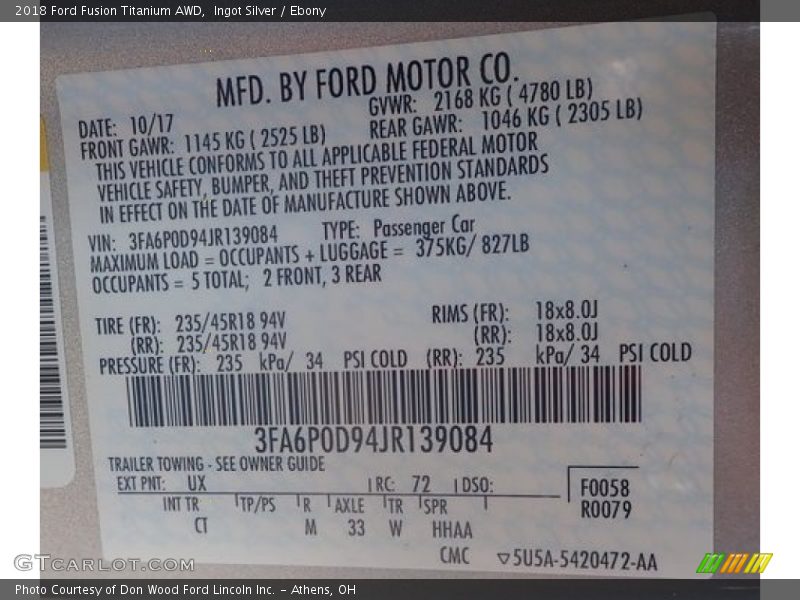 2018 Ford Fusion Titanium AWD,  Ingot Silver / Ebony
MFD. BY FORD MOTOR CO.
DATE: 10/17 GVWR: 2168 KG ( 4780 LB)
FRONT GAWR: 1145 KG ( 2525 LB) REAR GAWR: 1046 KG ( 2305 LB)
THIS VEHICLE CONFORMS TO ALL APPLICABLE FEDERAL MOTOR
VEHICLE SAFETY, BUMPER, AND THEFT PREVENTION STANDARDS
IN EFFECT ON THE DATE OF MANUFACTURE SHOWN ABOVE.
VIN: 3FA6P0D94JR139084 TYPE: Passenger Car
MAXIMUM LOAD = OCCUPANTS + LUGGAGE = 375KG/ 827LB
OCCUPANTS = 5 TOTAL; 2 FRONT, 3 REAR
TIRE (FR): 235/45R18 94V RIMS (FR): 18x8.0J
(RR): 235/45R18 94V (RR): 18x8.0J
PRESSURE (FR): 235 kPa/ 34 PSI COLD (RR): 235 kPa/ 34 PSI COLD
3FA6P0D94JR139084
TRAILER TOWING - SEE OWNER GUIDE
EXT PNT: UX RC: 72 DSO: F0058
INT TR TP/PS R AXLE TR SPR R0079
CT M 33 W HHAA
CMC 5U5A-5420472-AA
GTCarLot.com
Photo Courtesy of Don Wood Ford Lincoln Inc. – Athens, OH